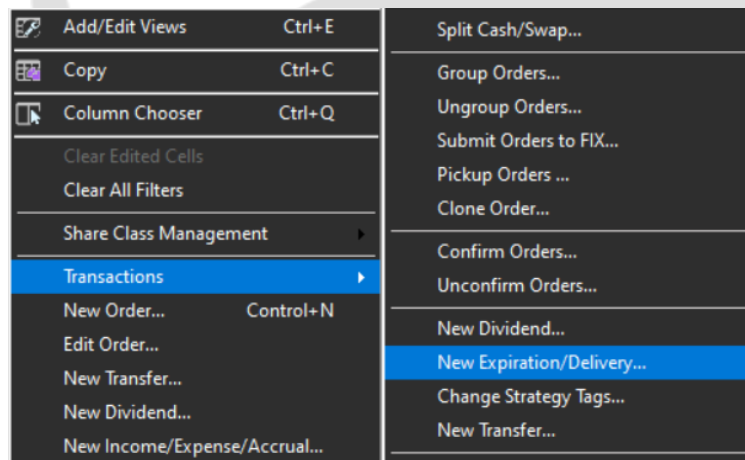 Add/Edit Views Ctrl+E
Copy Ctrl+C
Column Chooser Ctrl+Q
Clear Edited Cells
Clear All Filters
Share Class Management
Transactions
New Order... Control+N
Edit Order...
New Transfer...
New Dividend...
New Income/Expense/Accrual...
Split Cash/Swap...
Group Orders...
Ungroup Orders...
Submit Orders to FIX...
Pickup Orders ...
Clone Order...
Confirm Orders...
Unconfirm Orders...
New Dividend...
New Expiration/Delivery...
Change Strategy Tags...
New Transfer...